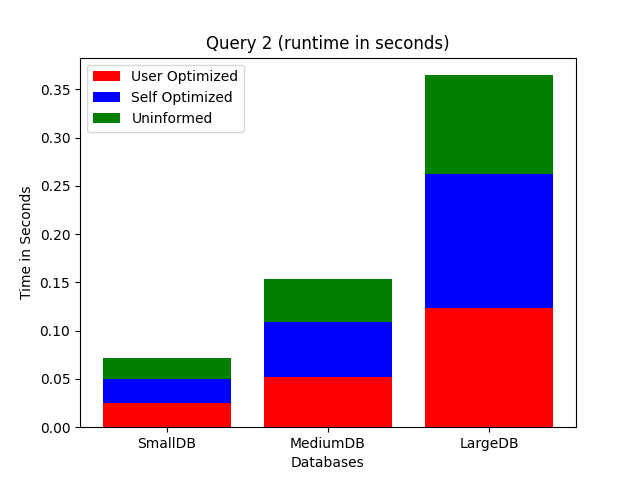 Query 2 (runtime in seconds)
User Optimized
Self Optimized
Uninformed
0.35
0.30
0.25
0.20
0.15
0.10
0.05
0.00
Time in Seconds
SmallDB MediumDB LargeDB
Databases